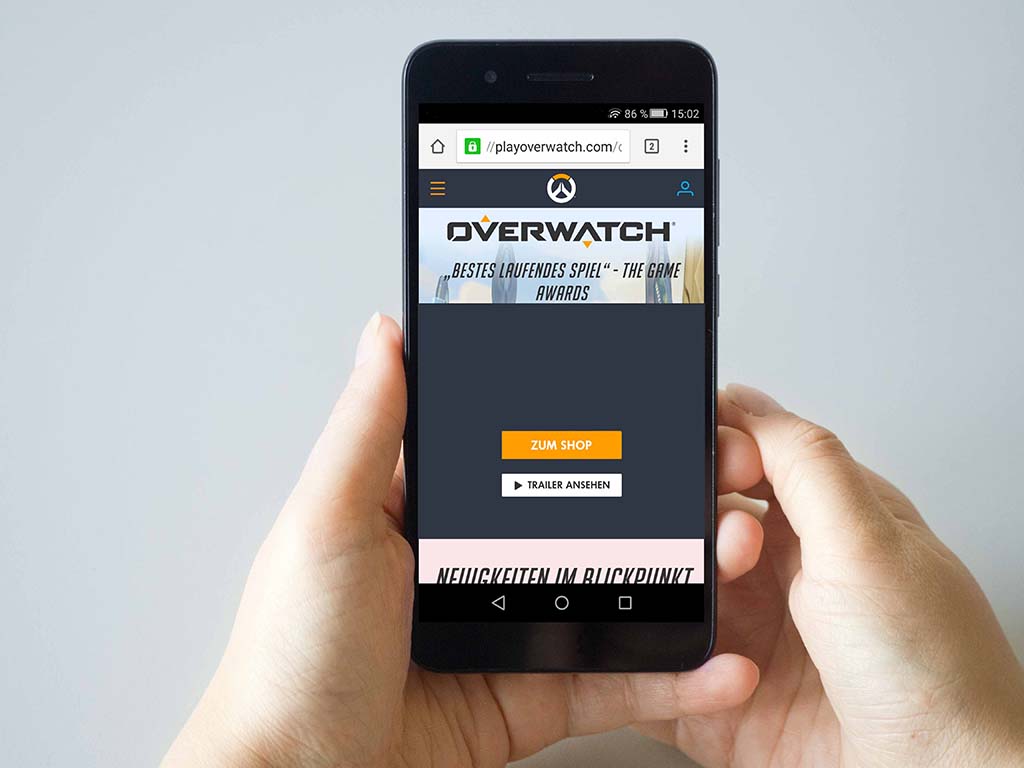 86 % 15:02
//playoverwatch.com/
2
OVERWATCH
„BESTES LAUFENDES SPIEL“ - THE GAME
AWARDS
ZUM SHOP
TRAILER ANSEHEN
NEUIGKEITEN IM BLICKPUNKT